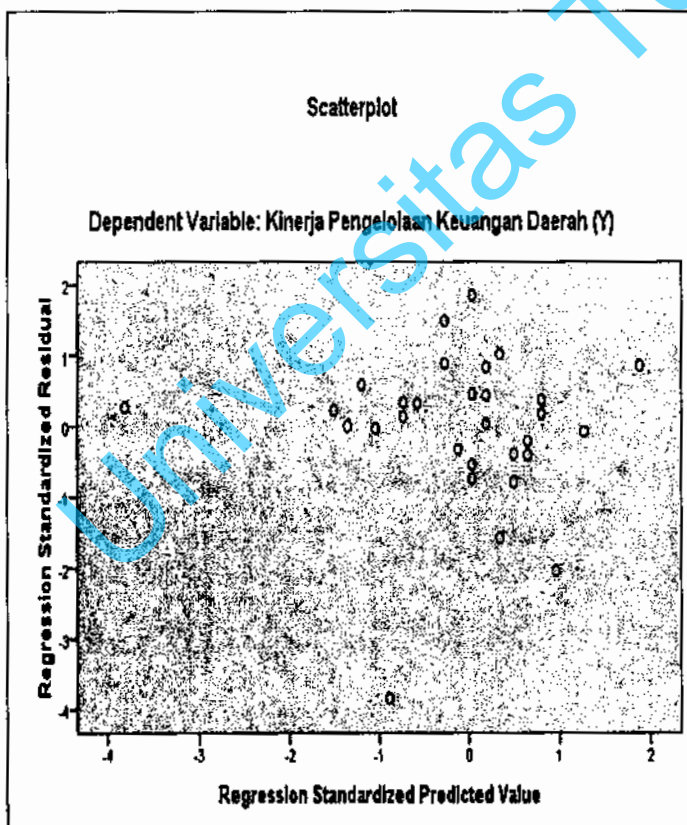 Scatterplot
Dependent Variable: Kinerja Pengelolaan Keuangan Daerah (Y)
Regression Standardized Residual
2
1
0
-1
-2
-3
-4
-4
-3
-2
-1
0
1
2
Regression Standardized Predicted Value
Universitas